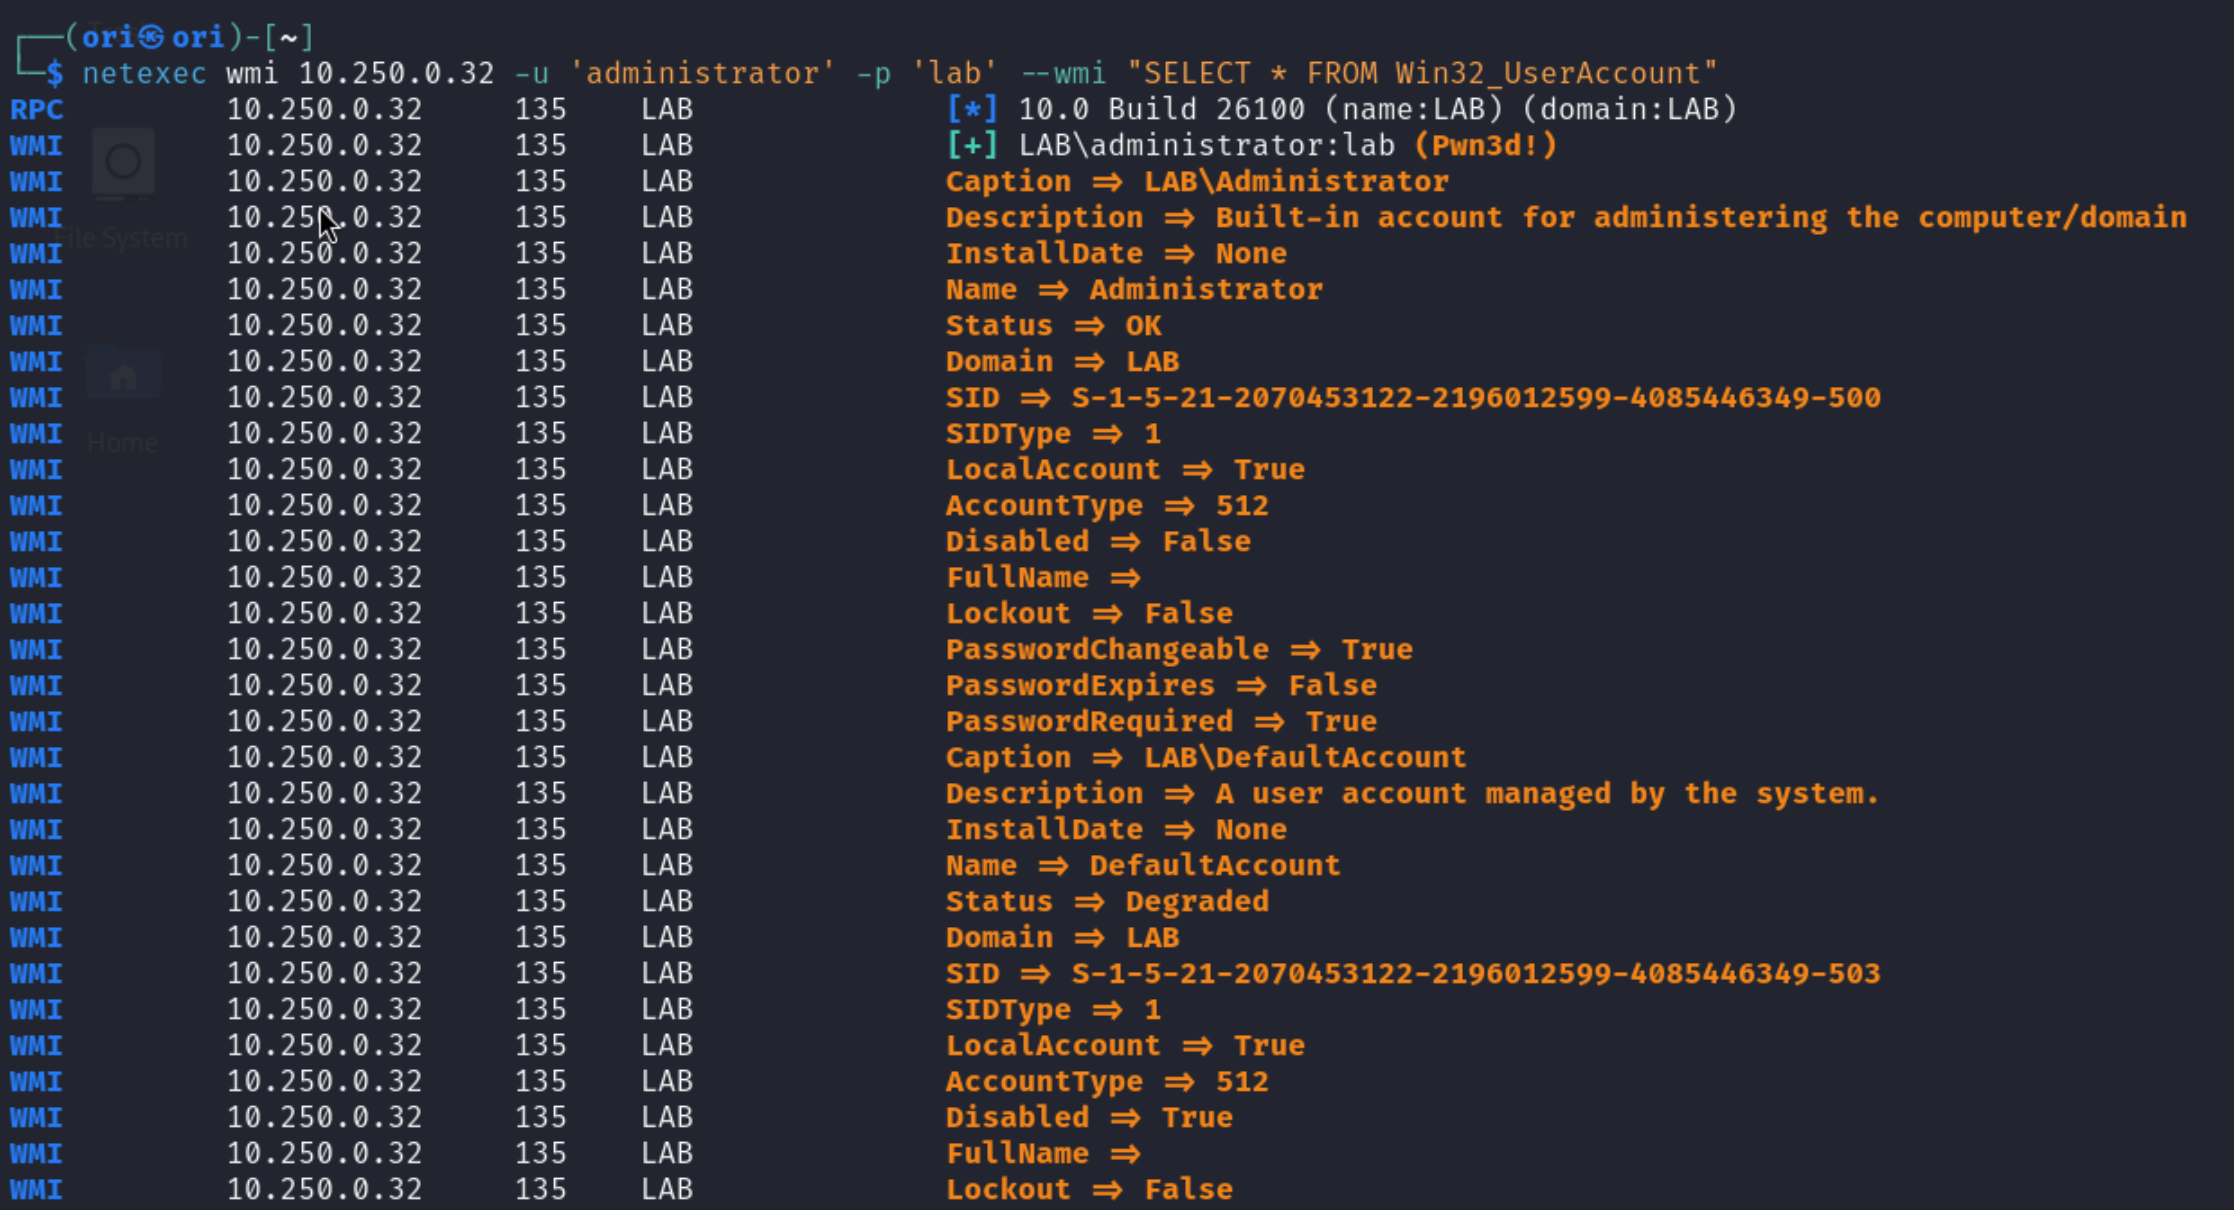 ┌──(ori㉿ori)-[~]
└─$ netexec wmi 10.250.0.32 -u 'administrator' -p 'lab' --wmi "SELECT * FROM Win32_UserAccount"
RPC 10.250.0.32 135 LAB [*] 10.0 Build 26100 (name:LAB) (domain:LAB)
WMI 10.250.0.32 135 LAB [+] LAB\administrator:lab (Pwn3d!)
WMI 10.250.0.32 135 LAB Caption => LAB\Administrator
WMI 10.250.0.32 135 LAB Description => Built-in account for administering the computer/domain
File System
WMI 10.250.0.32 135 LAB InstallDate => None
WMI 10.250.0.32 135 LAB Name => Administrator
WMI 10.250.0.32 135 LAB Status => OK
WMI 10.250.0.32 135 LAB Domain => LAB
WMI 10.250.0.32 135 LAB SID => S-1-5-21-2070453122-2196012599-4085446349-500
WMI 10.250.0.32 135 LAB SIDType => 1
Home
WMI 10.250.0.32 135 LAB LocalAccount => True
WMI 10.250.0.32 135 LAB AccountType => 512
WMI 10.250.0.32 135 LAB Disabled => False
WMI 10.250.0.32 135 LAB FullName =>
WMI 10.250.0.32 135 LAB Lockout => False
WMI 10.250.0.32 135 LAB PasswordChangeable => True
WMI 10.250.0.32 135 LAB PasswordExpires => False
WMI 10.250.0.32 135 LAB PasswordRequired => True
WMI 10.250.0.32 135 LAB Caption => LAB\DefaultAccount
WMI 10.250.0.32 135 LAB Description => A user account managed by the system.
WMI 10.250.0.32 135 LAB InstallDate => None
WMI 10.250.0.32 135 LAB Name => DefaultAccount
WMI 10.250.0.32 135 LAB Status => Degraded
WMI 10.250.0.32 135 LAB Domain => LAB
WMI 10.250.0.32 135 LAB SID => S-1-5-21-2070453122-2196012599-4085446349-503
WMI 10.250.0.32 135 LAB SIDType => 1
WMI 10.250.0.32 135 LAB LocalAccount => True
WMI 10.250.0.32 135 LAB AccountType => 512
WMI 10.250.0.32 135 LAB Disabled => True
WMI 10.250.0.32 135 LAB FullName =>
WMI 10.250.0.32 135 LAB Lockout => False